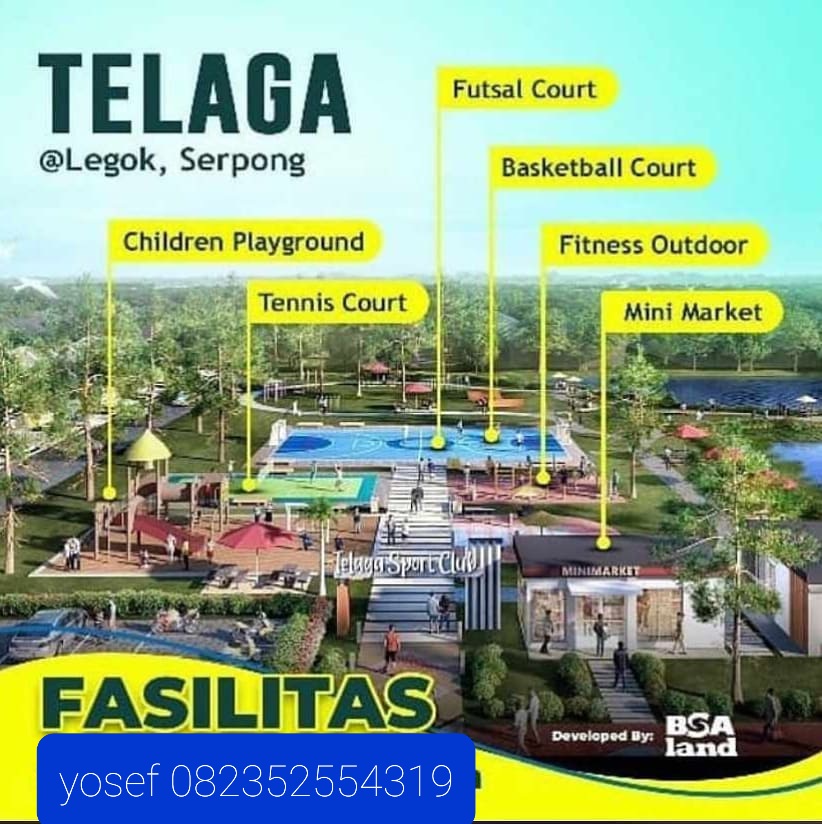 TELAGA
@Legok, Serpong
Futsal Court
Basketball Court
Children Playground
Fitness Outdoor
Tennis Court
Mini Market
Telaga Sport Club
MINIMARKET
FASILITAS
Developed By:
BSA
land
yosef 082352554319